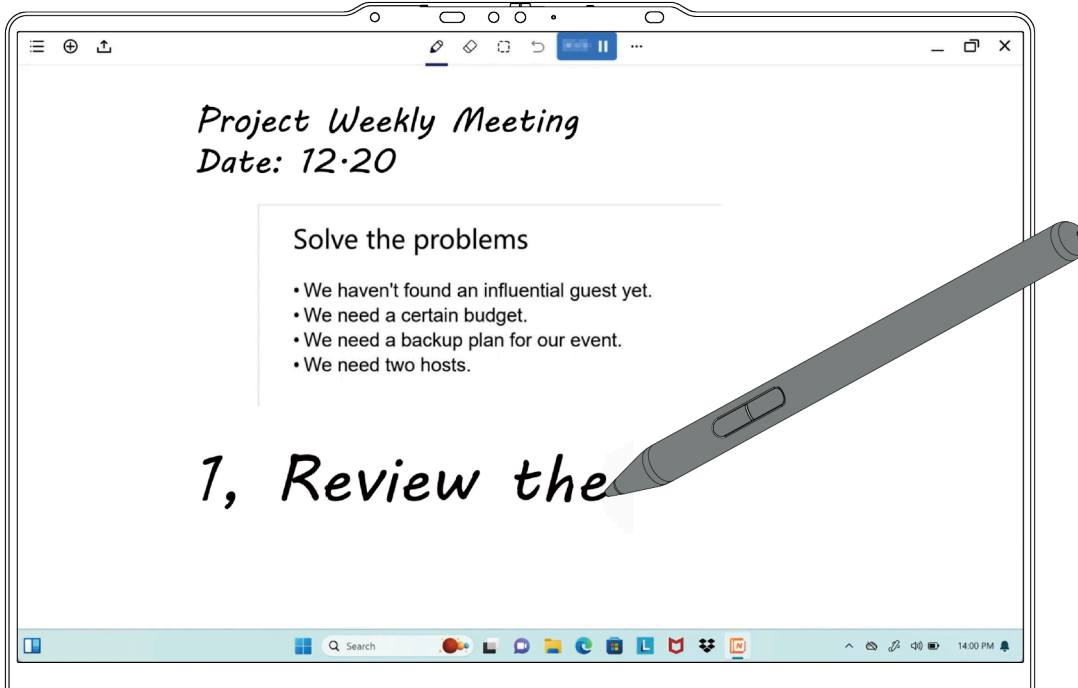 Project Weekly Meeting
Date: 12·20
Solve the problems
• We haven't found an influential guest yet.
• We need a certain budget.
• We need a backup plan for our event.
• We need two hosts.
1, Review the
Search
14:00 PM